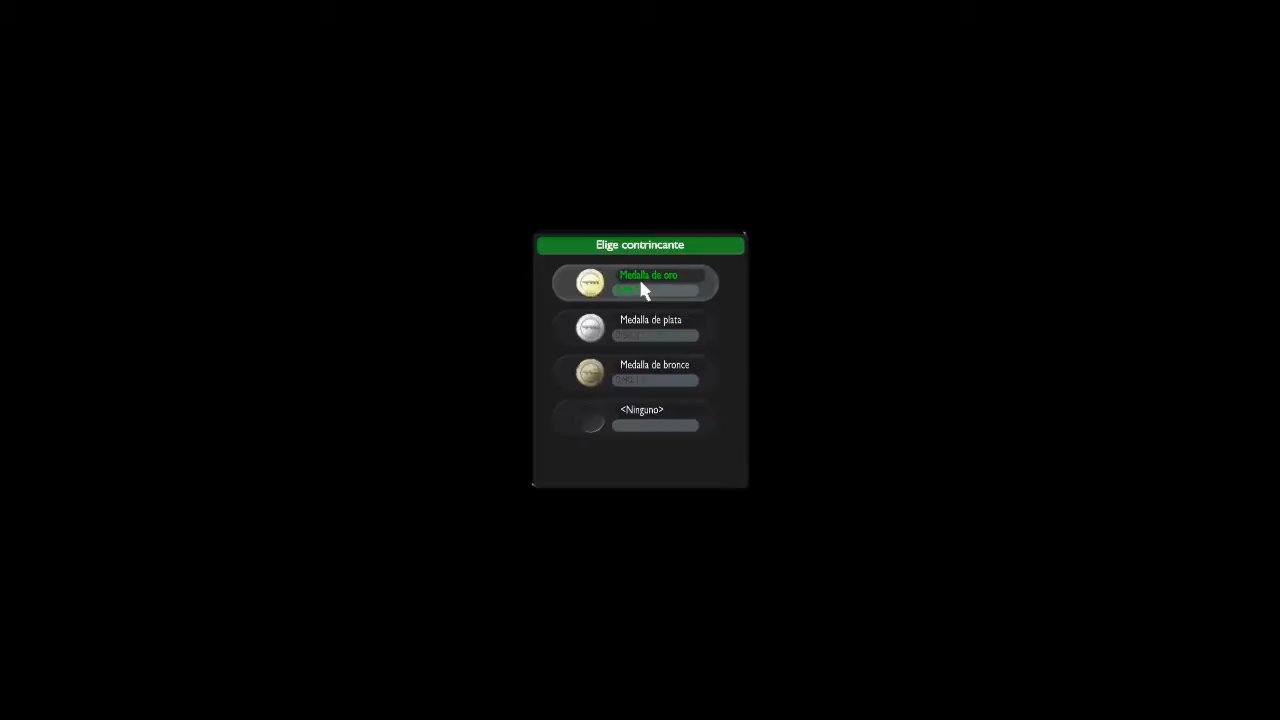 Elige contrincante
Medalla de oro
Medalla de plata
Medalla de bronce
<Ninguno>